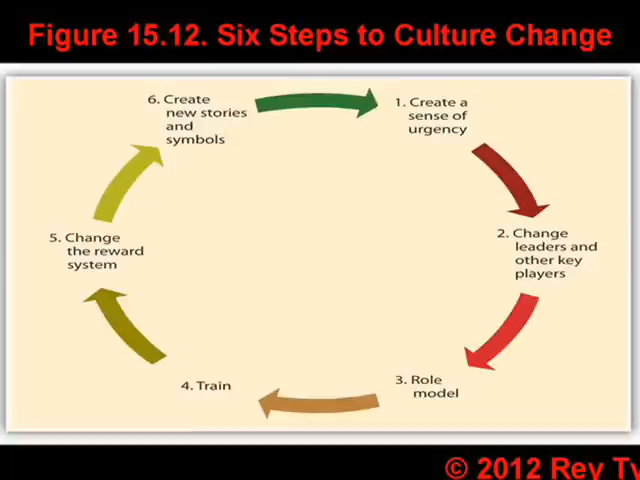 Figure 15.12. Six Steps to Culture Change
6. Create
new stories
and
symbols
1. Create a
sense of
urgency
2. Change
leaders and
other key
players
3. Role
model
4. Train
5. Change
the reward
system
© 2012 Rey Ty